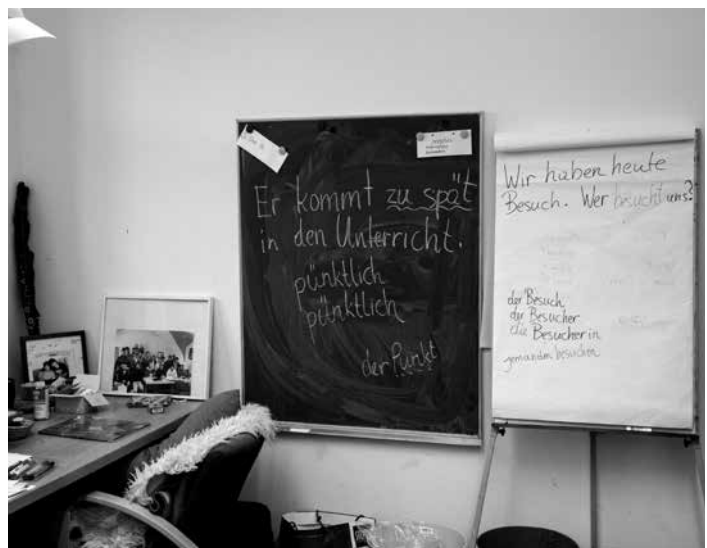 Er kommt zu spät
in den Unterricht.
pünktlich
pünktlich
der Punkt
Wir haben heute
Besuch. Wer besucht uns?
der Besuch
der Besucher
die Besucherin
jemanden besuchen